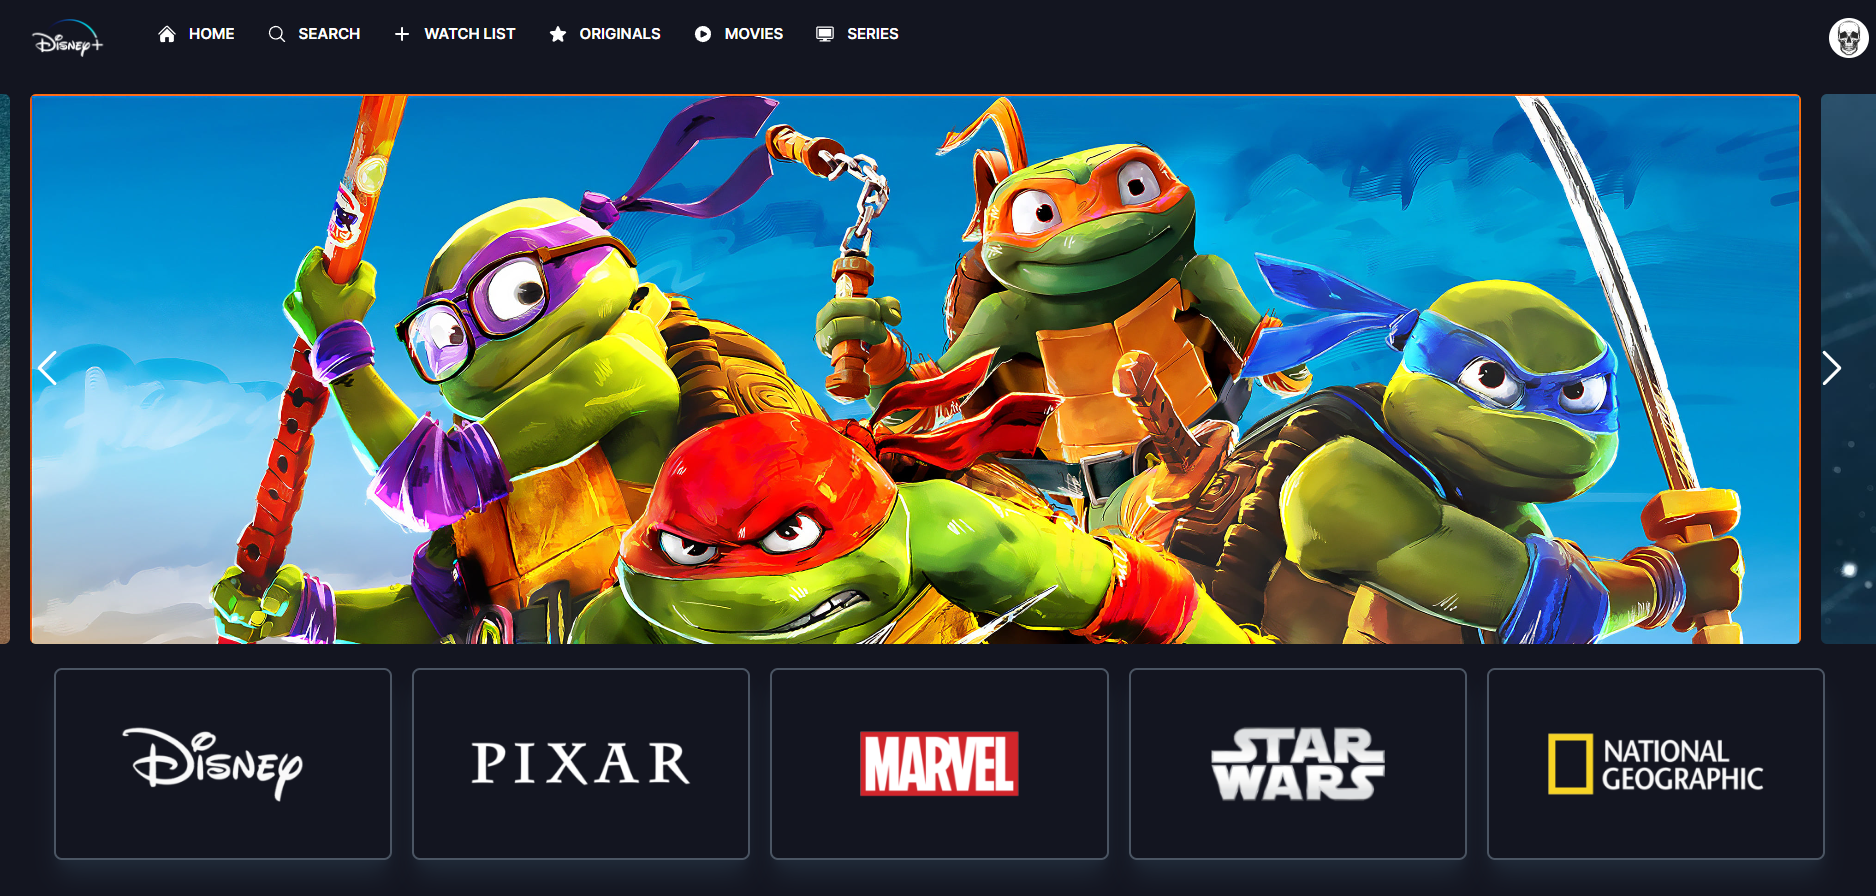 Disney+
HOME
SEARCH
WATCH LIST
ORIGINALS
MOVIES
SERIES
Disney
PIXAR
MARVEL
STAR
WARS
NATIONAL
GEOGRAPHIC